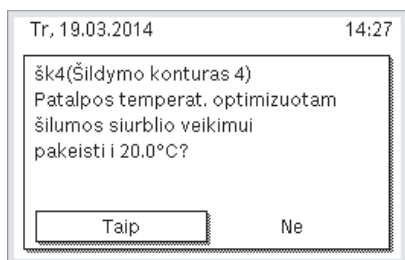 Tr, 19.03.2014 14:27
šk4(Šildymo konturas 4)
Patalpos temperat. optimizuotam
šilumos siurblio veikimui
pakeisti i 20.0°C?
Taip Ne